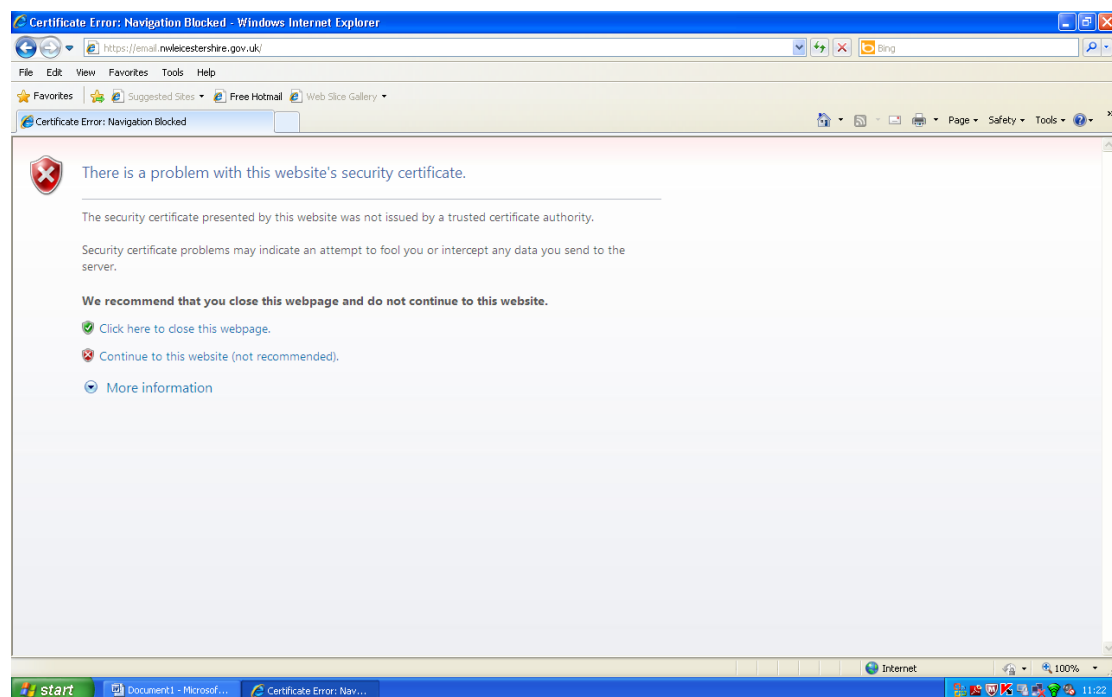 Certificate Error: Navigation Blocked - Windows Internet Explorer
https://email.nwleicestershire.gov.uk/
Bing
File Edit View Favorites Tools Help
Favorites Suggested Sites Free Hotmail Web Slice Gallery
Certificate Error: Navigation Blocked
Page Safety Tools
There is a problem with this website's security certificate.
The security certificate presented by this website was not issued by a trusted certificate authority.
Security certificate problems may indicate an attempt to fool you or intercept any data you send to the
server.
We recommend that you close this webpage and do not continue to this website.
Click here to close this webpage.
Continue to this website (not recommended).
More information
Internet 100%
start Document1 - Microsof... Certificate Error: Nav... 11:22